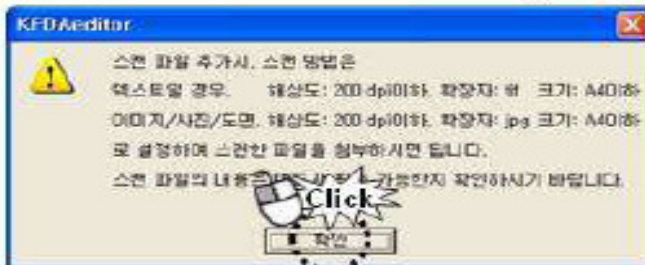 KFDAeditor
스캔 파일 추가시, 스캔 방법은
텍스트일 경우, 해상도: 200 dpi이하, 확장자: 크기: A4이하
이미지/사진/도면, 해상도: 200 dpi이하, 확장자: jpg 크기: A4이하
로 설정하여 스캔한 파일을 첨부하시면 됩니다.
스캔 파일의 내용은 가능한지 확인하시기 바랍니다.
Click
확인